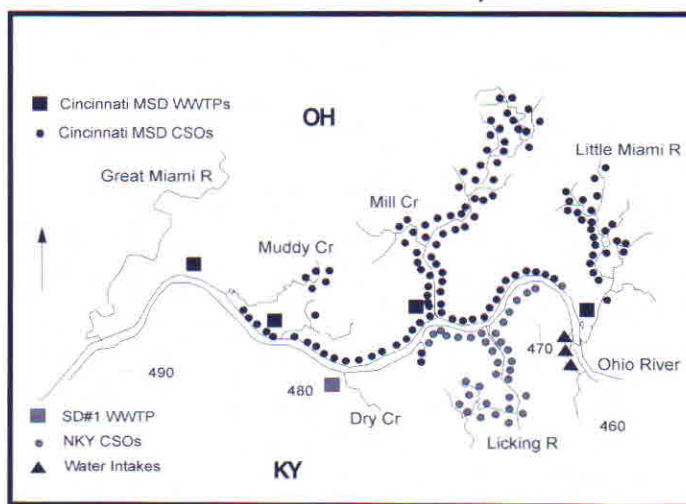 Cincinnati MSD WWTPs
OH
Cincinnati MSD CSOs
Great Miami R
Little Miami R
Mill Cr
Muddy Cr
470
490
480
Ohio River
SD#1 WWTP
460
NKY CSOs
Dry Cr
Licking R
Water Intakes
KY